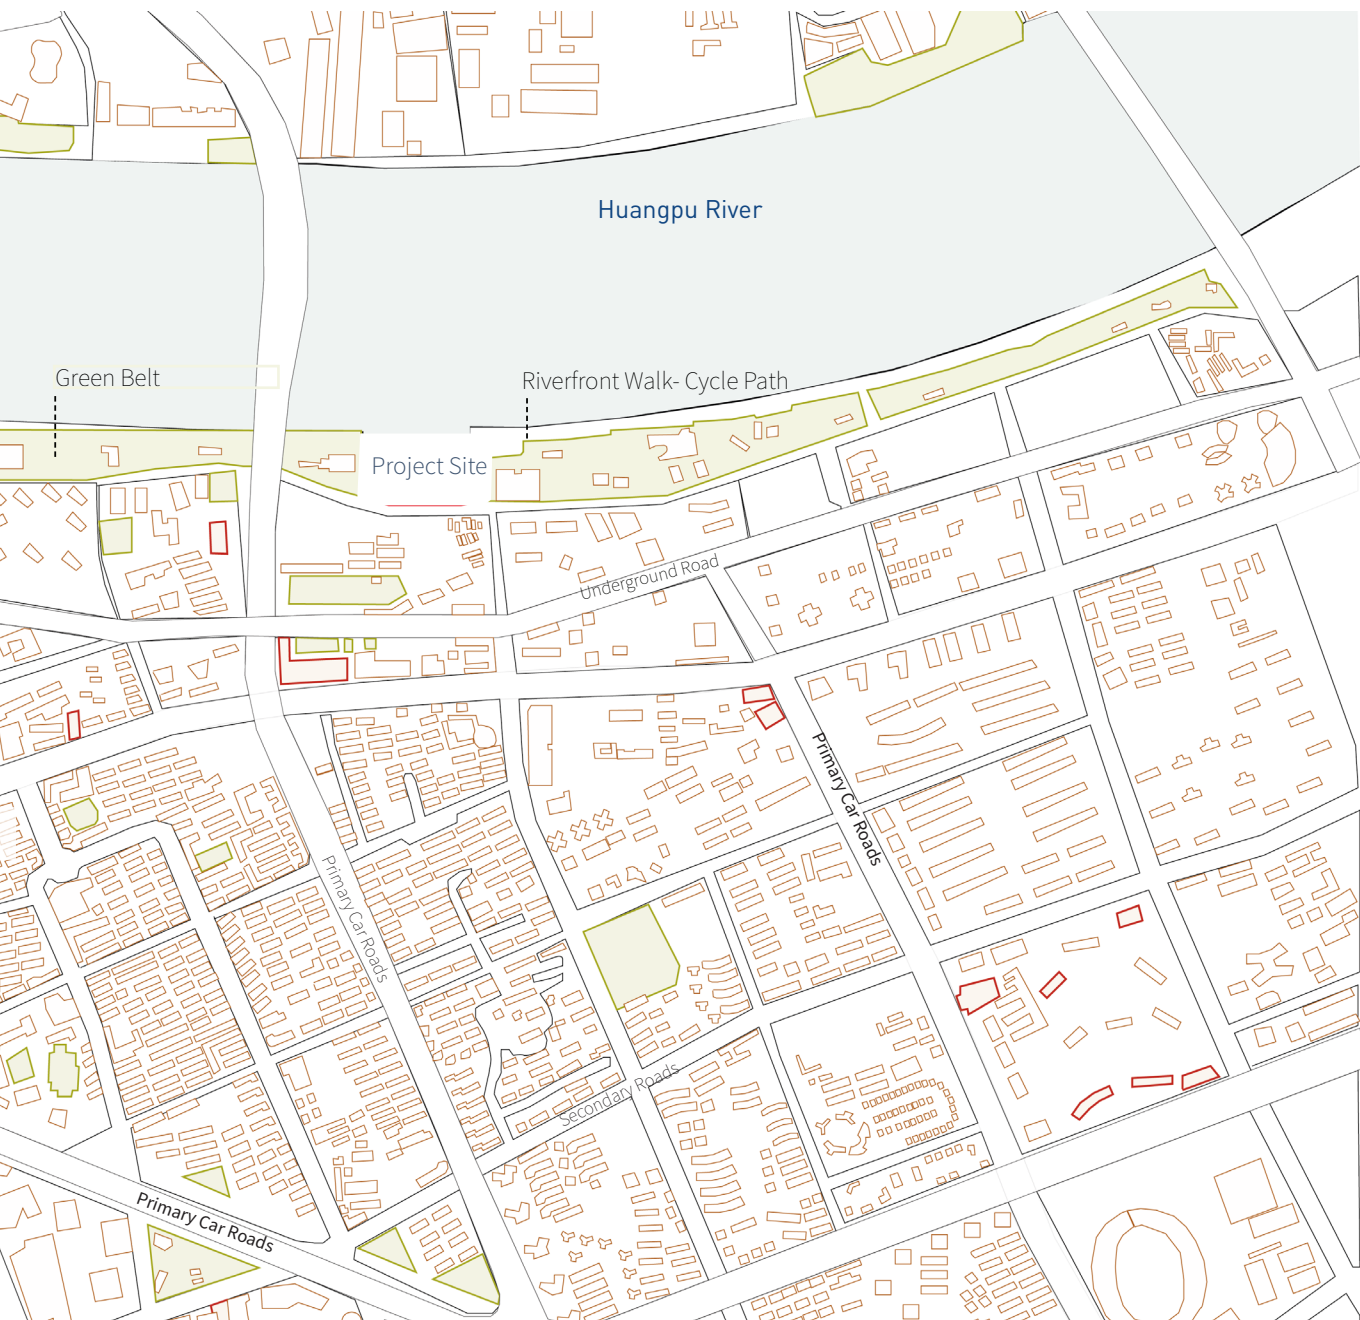 Huangpu River
Green Belt
Riverfront Walk- Cycle Path
Project Site
Underground Road
Primary Car Roads
Primary Car Roads
Secondary Roads
Primary Car Roads